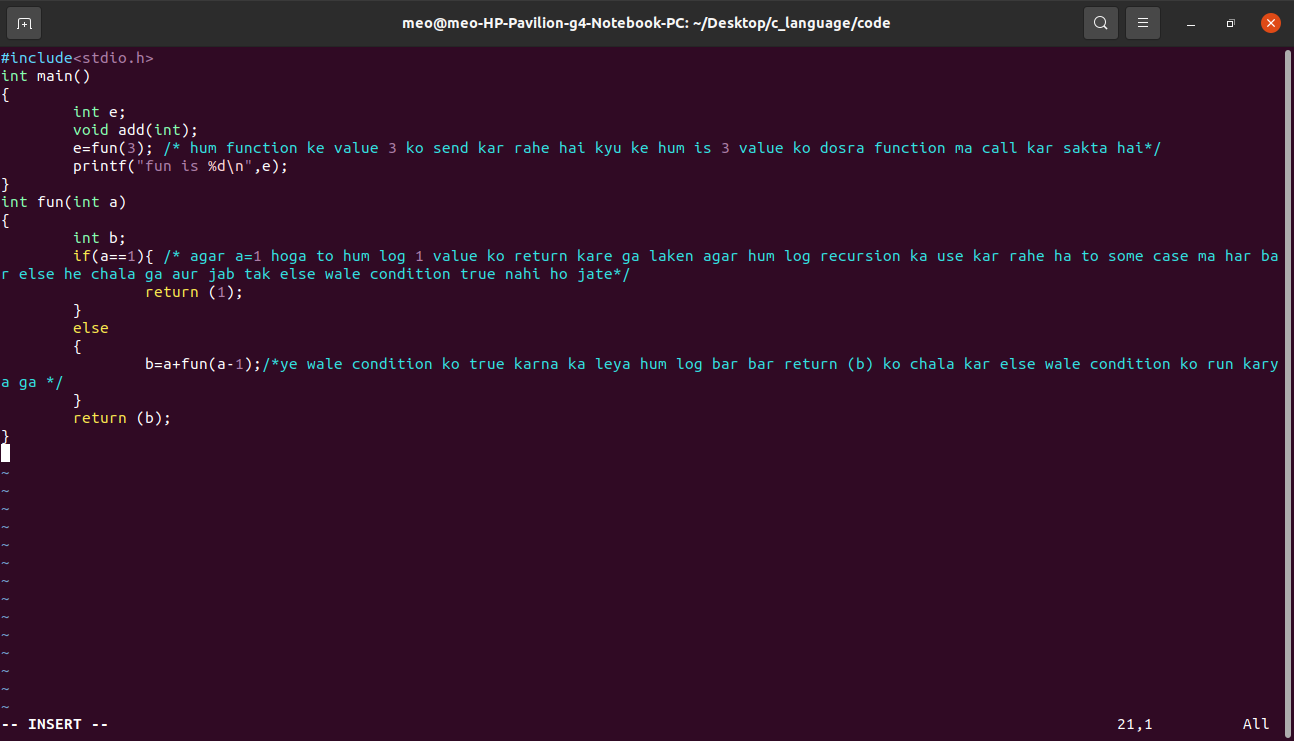 meo@meo-HP-Pavilion-g4-Notebook-PC: ~/Desktop/c_language/code
#include<stdio.h>
int main()
{
        int e;
        void add(int);
        e=fun(3); /* hum function ke value 3 ko send kar rahe hai kyu ke hum is 3 value ko dosra function ma call kar sakta hai*/
        printf("fun is %d\n",e);
}
int fun(int a)
{
        int b;
        if(a==1){ /* agar a=1 hoga to hum log 1 value ko return kare ga laken agar hum log recursion ka use kar rahe ha to some case ma har ba
r else he chala ga aur jab tak else wale condition true nahi ho jate*/
                return (1);
        }
        else
        {
                b=a+fun(a-1);/*ye wale condition ko true karna ka leya hum log bar bar return (b) ko chala kar else wale condition ko run kary
a ga */
        }
        return (b);
}
~
~
~
~
~
~
~
~
~
~
~
~
~
~
-- INSERT -- 21,1 All